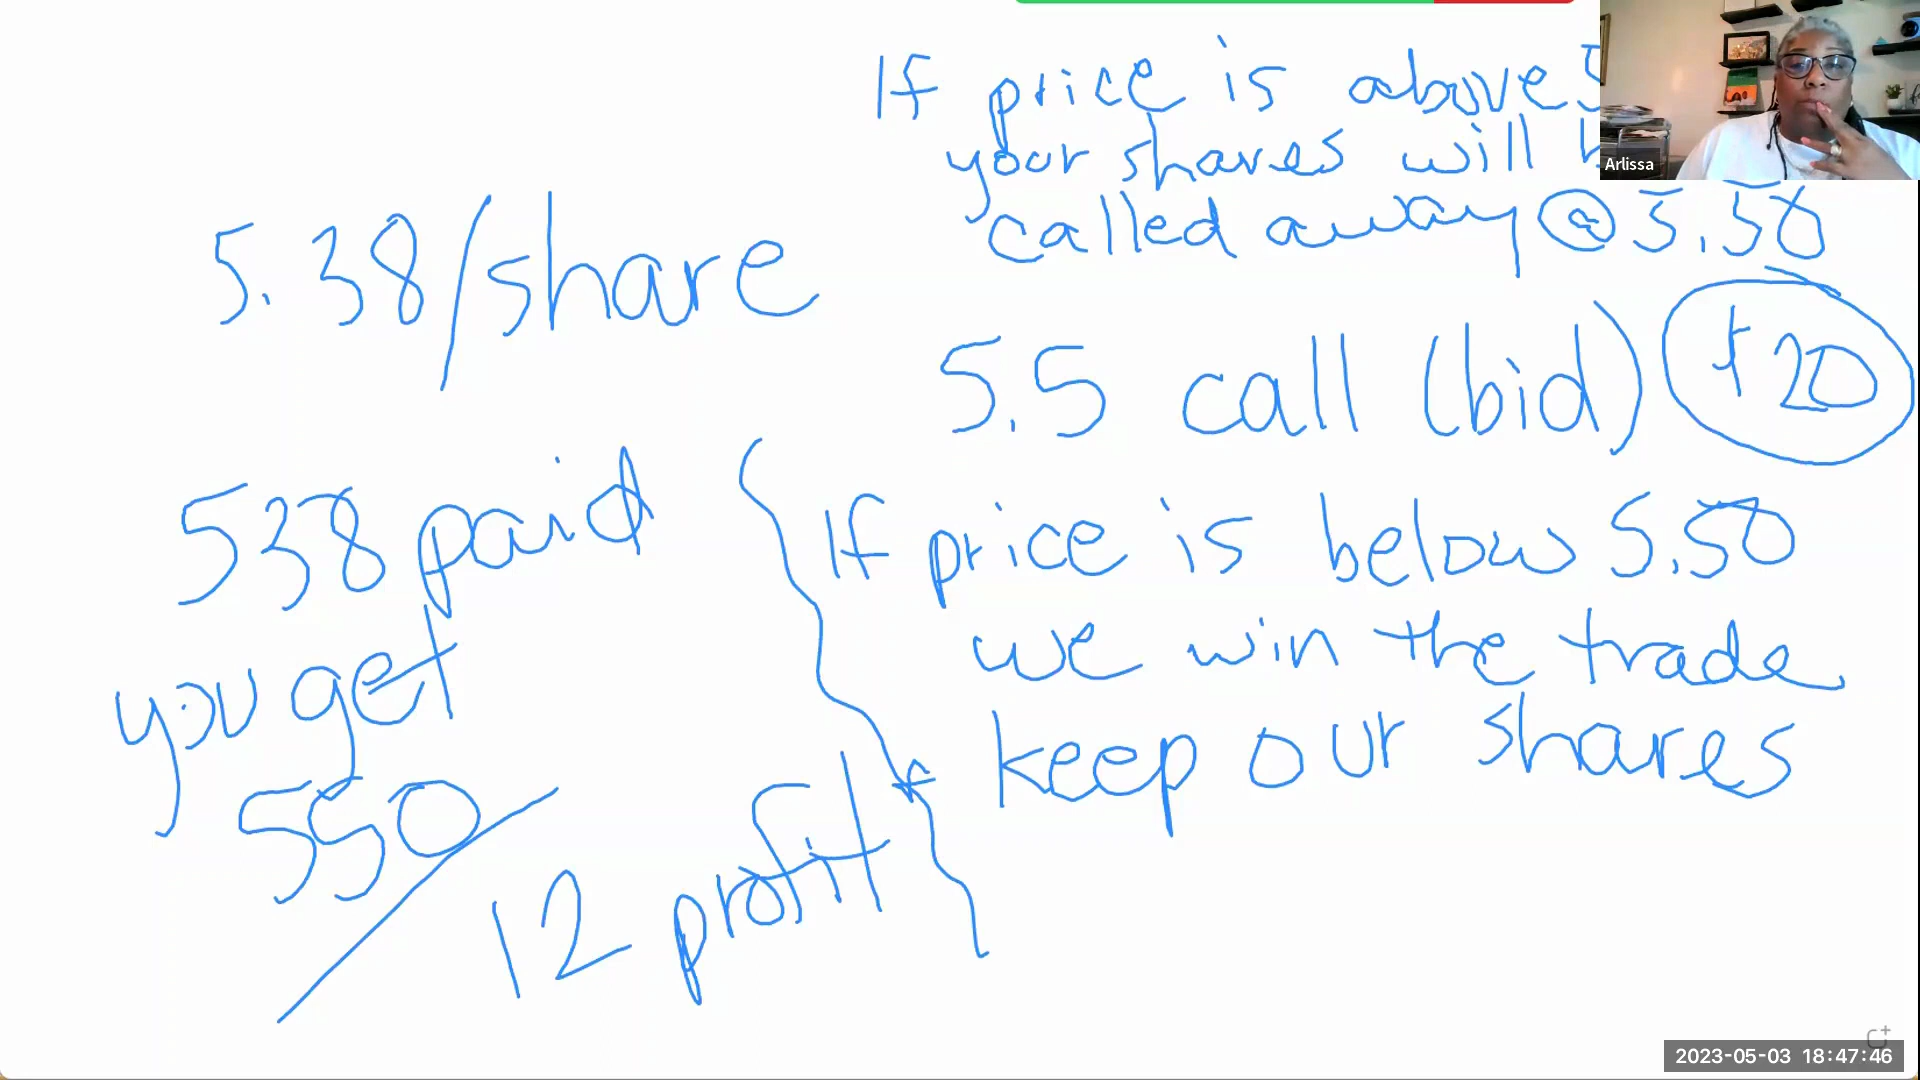 If price is above 5
your shares will b
called away @ 5.50
5.38/share
5.5 call (bid) $20
538 paid
you get
550
12 profit
If price is below 5.50
we win the trade
keep our shares
Arlissa
2023-05-03 18:47:46